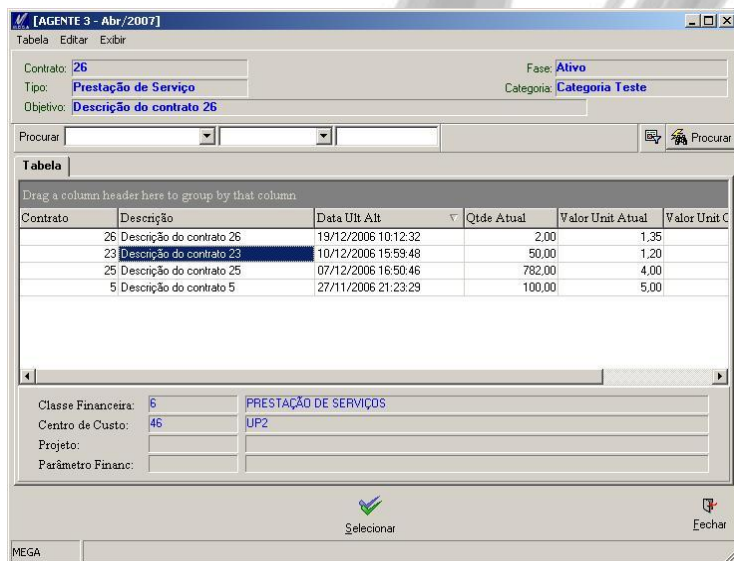 [AGENTE 3 - Abr/2007]
Tabela Editar Exibir
Contrato: 26 Fase: Ativo
Tipo: Prestação de Serviço Categoria: Categoria Teste
Objetivo: Descrição do contrato 26
Procurar Procurar
Tabela
Drag a column header here to group by that column
Contrato Descrição Data Ult Alt Qtde Atual Valor Unit Atual Valor Unit
26 Descrição do contrato 26 19/12/2006 10:12:32 2,00 1,35
23 Descrição do contrato 23 10/12/2006 15:59:48 50,00 1,20
25 Descrição do contrato 25 07/12/2006 16:50:46 782,00 4,00
5 Descrição do contrato 5 27/11/2006 21:23:29 100,00 5,00
Classe Financeira: 6 PRESTAÇÃO DE SERVIÇOS
Centro de Custo: 46 UP2
Projeto:
Parâmetro Financ:
Selecionar Fechar
MEGA